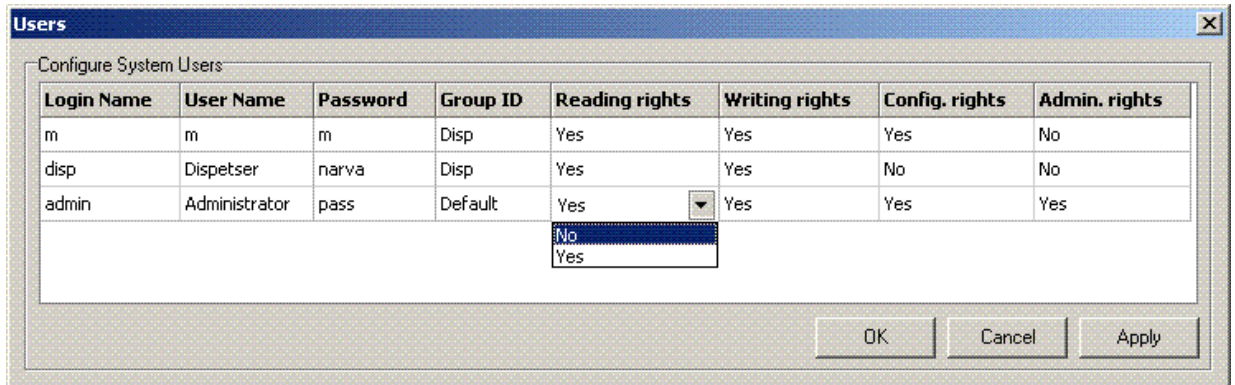 Users
Configure System Users
Login Name User Name Password Group ID Reading rights Writing rights Config. rights Admin. rights
m m m Disp Yes Yes Yes No
disp Dispetser narva Disp Yes Yes No No
admin Administrator pass Default Yes Yes Yes Yes
No
Yes
OK Cancel Apply